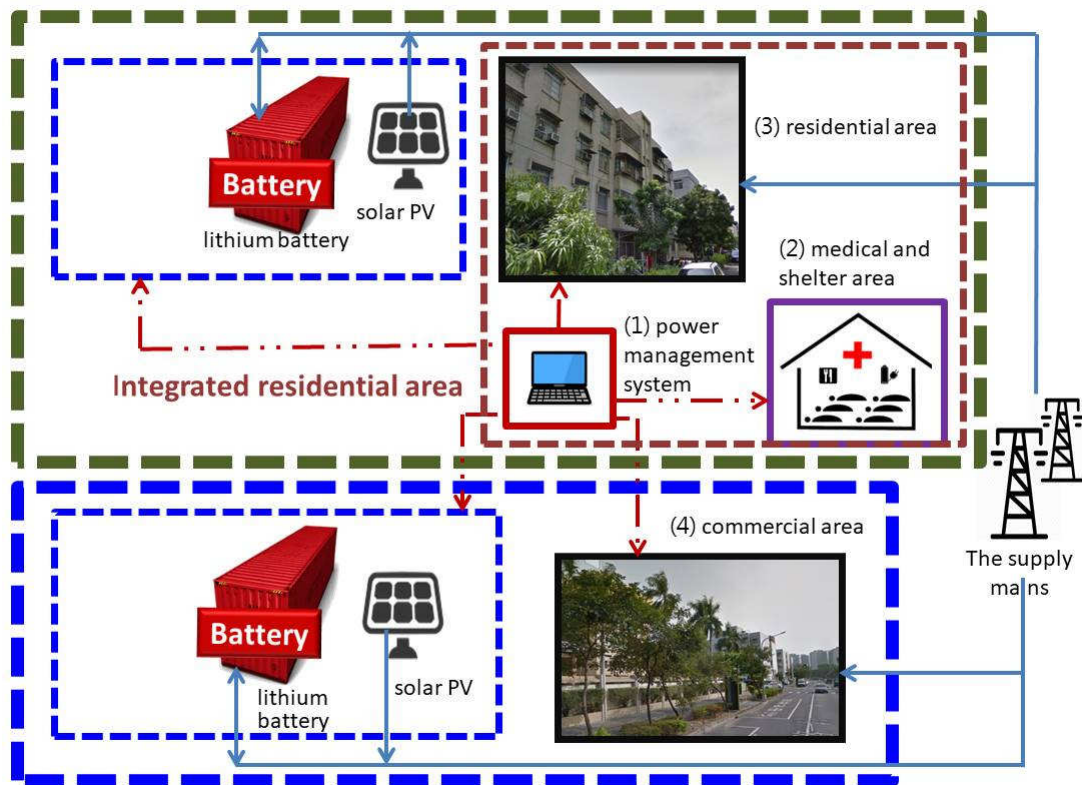 (3) residential area
Battery
solar PV
lithium battery
(2) medical and
shelter area
(1) power
management
system
Integrated residential area
(4) commercial area
The supply
mains
Battery
solar PV
lithium
battery